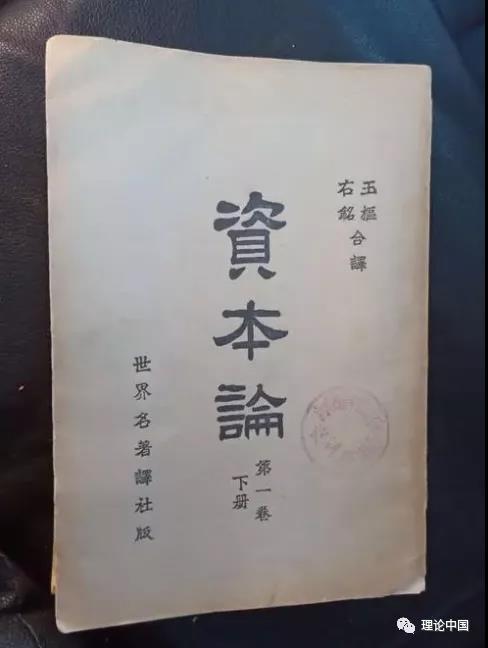 玉樞
右銘合譯
資本論
第一卷
下册
世界名著譯社版
理论中国